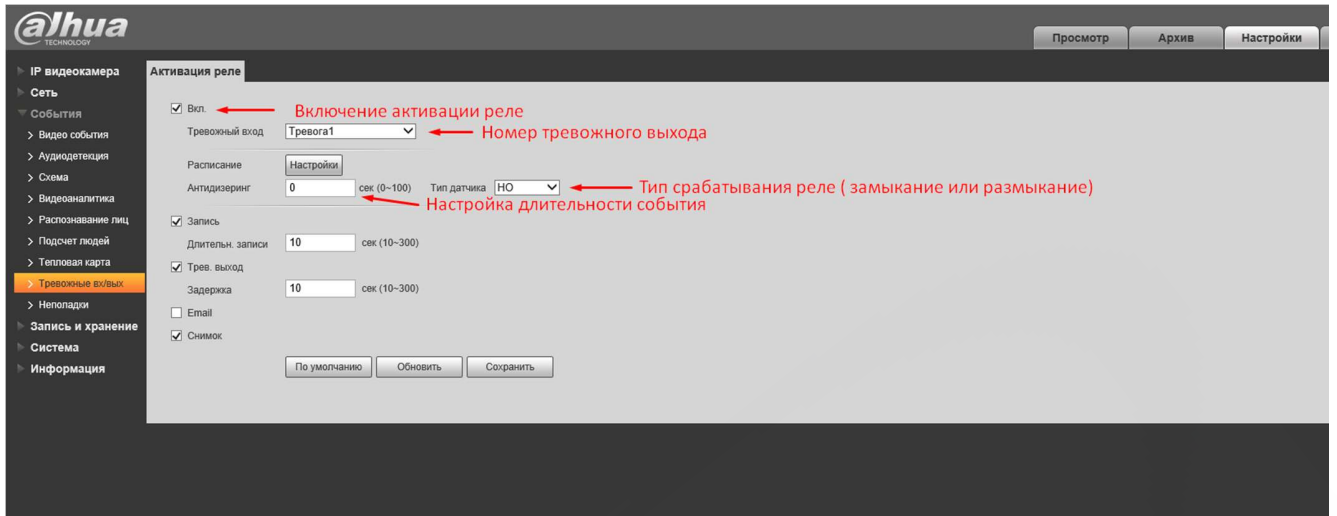 alhua
TECHNOLOGY
Просмотр Архив Настройки
IP видеокамера
Сеть
События
Видео события
Аудиодетекция
Схема
Видеоаналитика
Распознавание лиц
Подсчет людей
Тепловая карта
Тревожные вх/вых
Неполадки
Запись и хранение
Система
Информация
Активация реле
Вкл. Включение активации реле
Тревожный вход Тревога1 Номер тревожного выхода
Расписание Настройки
Антидизеринг 0 сек (0~100) Тип датчика НО Тип срабатывания реле ( замыкание или размыкание)
Настройка длительности события
Запись
Длительн. записи 10 сек (10~300)
Трев. выход
Задержка 10 сек (10~300)
Email
Снимок
По умолчанию Обновить Сохранить